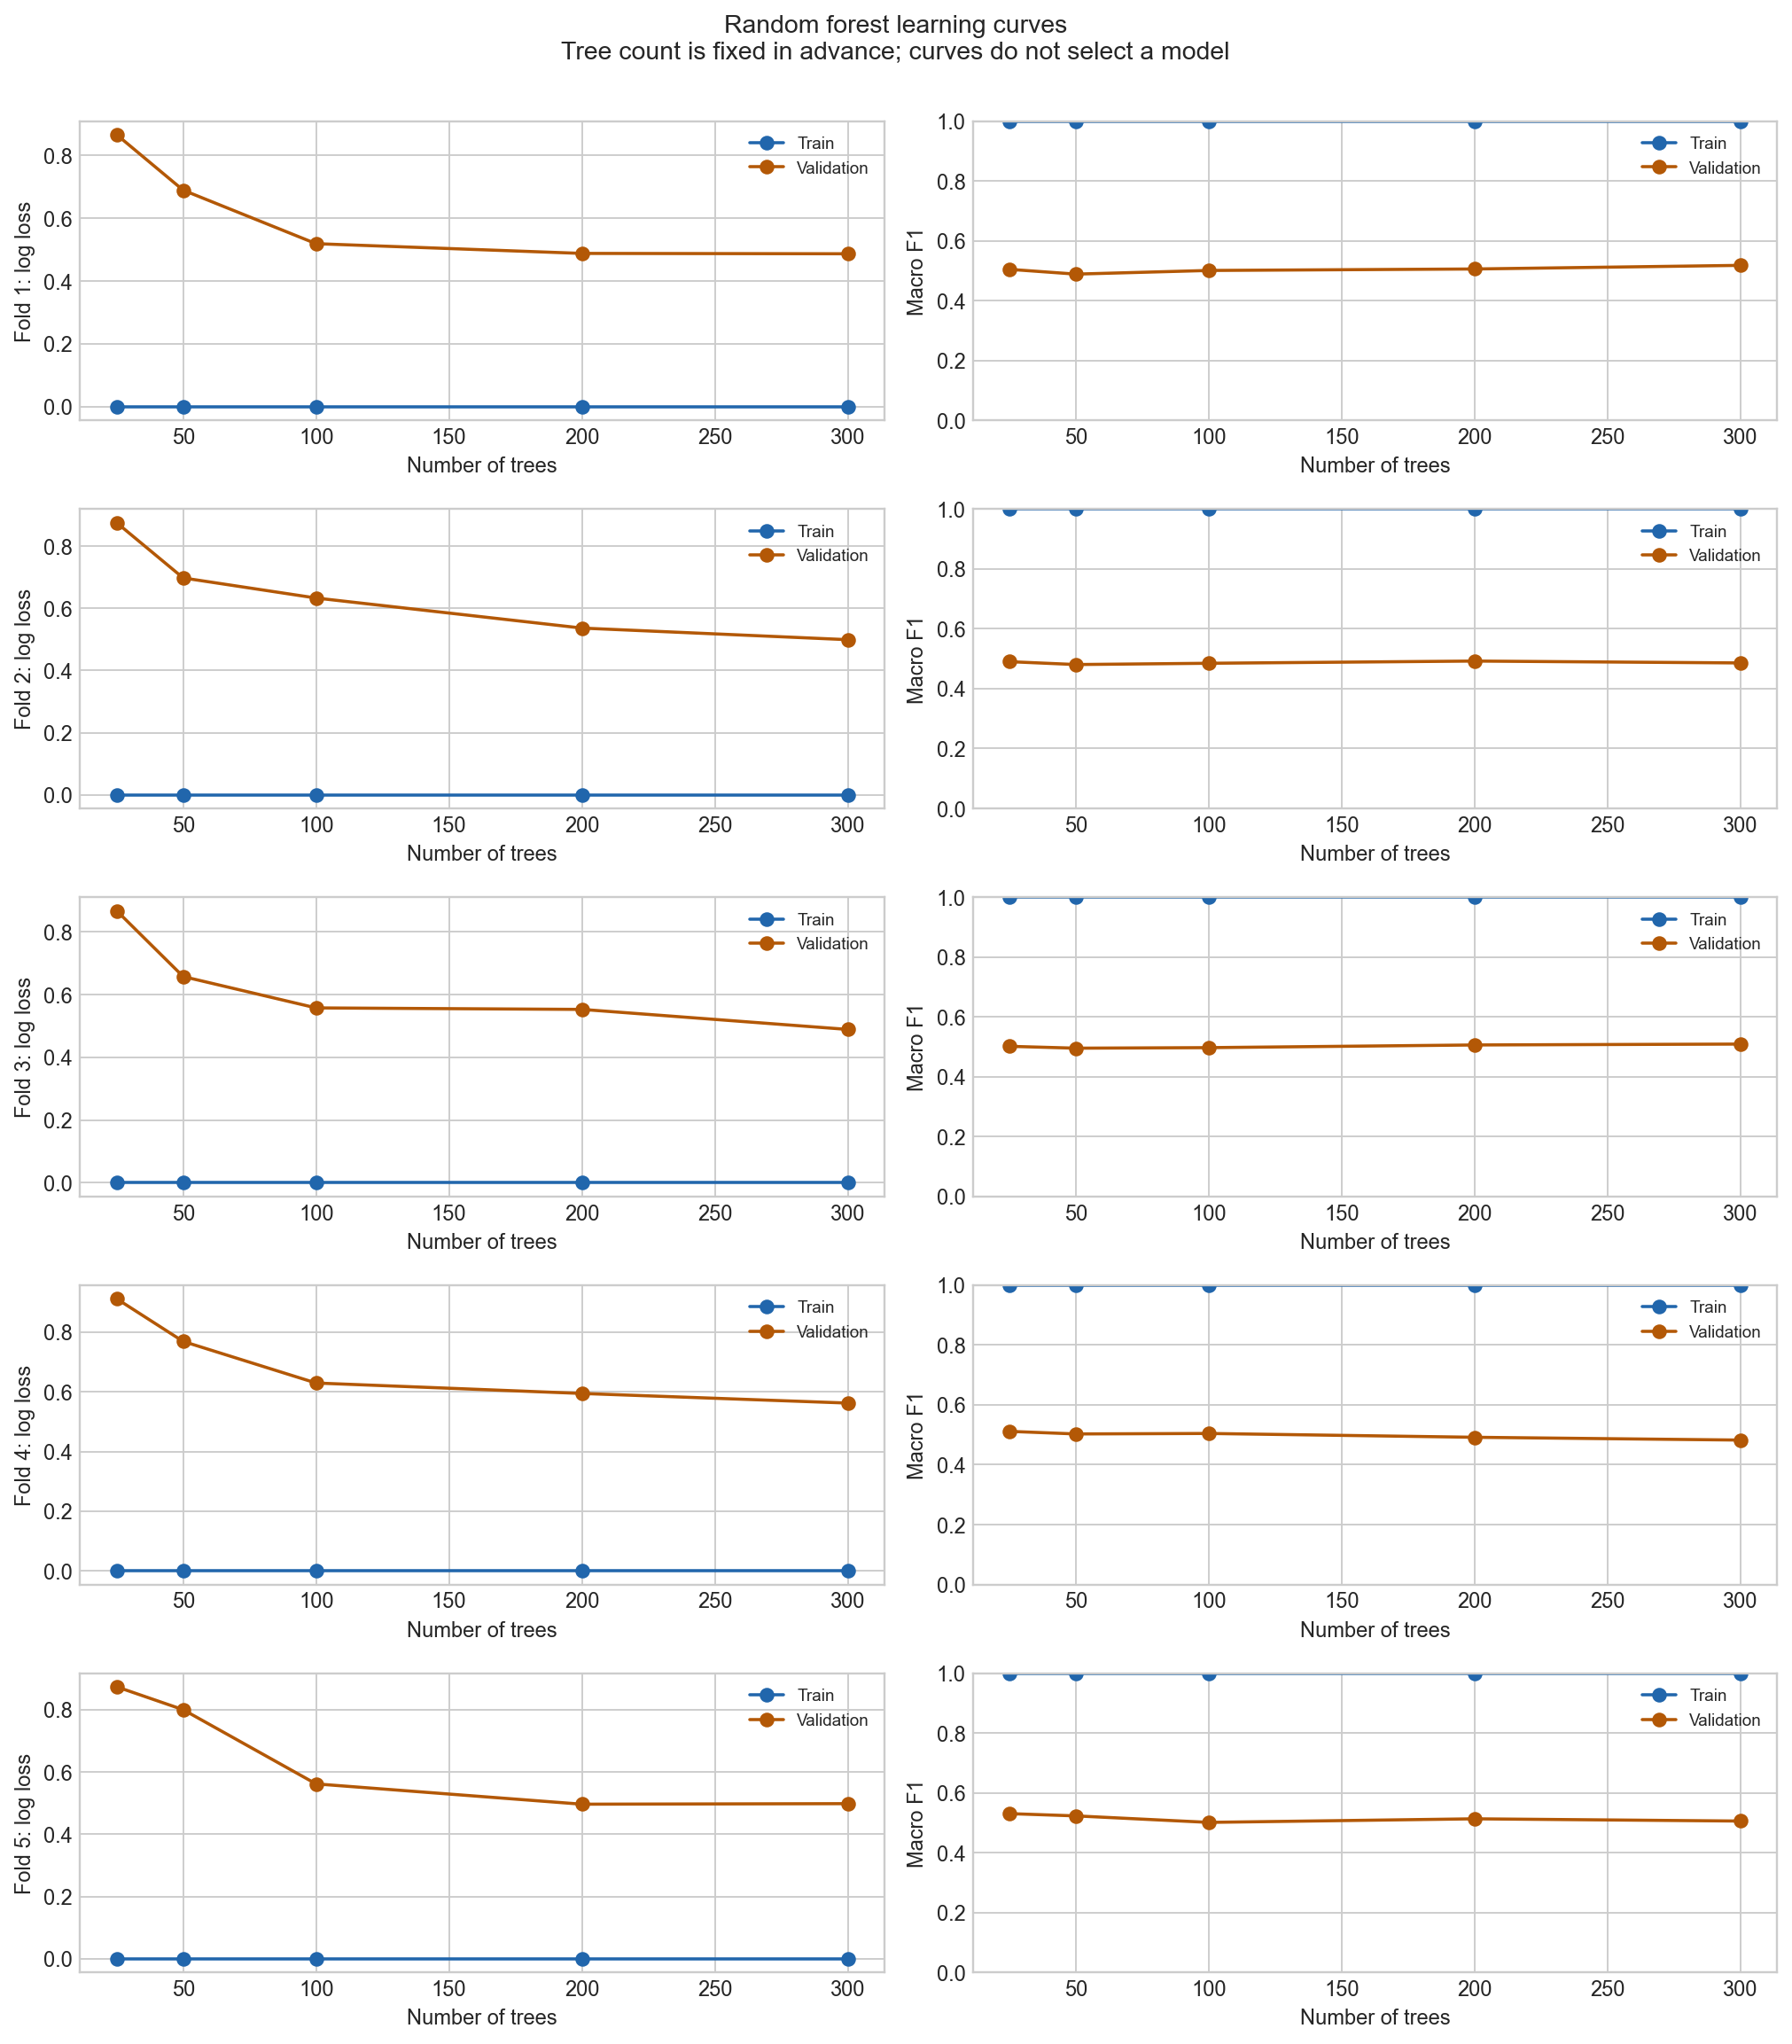 Random forest learning curves
Tree count is fixed in advance; curves do not select a model
Fold 1: log loss
0.8
0.6
0.4
0.2
0.0
50 100 150 200 250 300
Number of trees
Train
Validation
Macro F1
1.0
0.8
0.6
0.4
0.2
0.0
50 100 150 200 250 300
Number of trees
Train
Validation
Fold 2: log loss
0.8
0.6
0.4
0.2
0.0
50 100 150 200 250 300
Number of trees
Train
Validation
Macro F1
1.0
0.8
0.6
0.4
0.2
0.0
50 100 150 200 250 300
Number of trees
Train
Validation
Fold 3: log loss
0.8
0.6
0.4
0.2
0.0
50 100 150 200 250 300
Number of trees
Train
Validation
Macro F1
1.0
0.8
0.6
0.4
0.2
0.0
50 100 150 200 250 300
Number of trees
Train
Validation
Fold 4: log loss
0.8
0.6
0.4
0.2
0.0
50 100 150 200 250 300
Number of trees
Train
Validation
Macro F1
1.0
0.8
0.6
0.4
0.2
0.0
50 100 150 200 250 300
Number of trees
Train
Validation
Fold 5: log loss
0.8
0.6
0.4
0.2
0.0
50 100 150 200 250 300
Number of trees
Train
Validation
Macro F1
1.0
0.8
0.6
0.4
0.2
0.0
50 100 150 200 250 300
Number of trees
Train
Validation